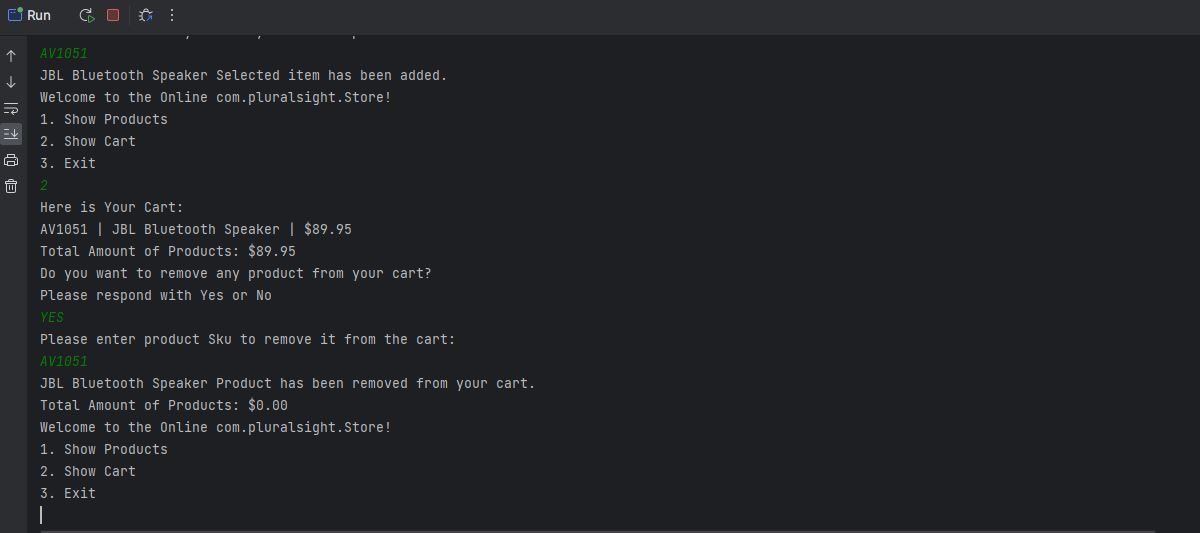 Run
AV1051
JBL Bluetooth Speaker Selected item has been added.
Welcome to the Online com.pluralsight.Store!
1. Show Products
2. Show Cart
3. Exit
2
Here is Your Cart:
AV1051 | JBL Bluetooth Speaker | $89.95
Total Amount of Products: $89.95
Do you want to remove any product from your cart?
Please respond with Yes or No
YES
Please enter product Sku to remove it from the cart:
AV1051
JBL Bluetooth Speaker Product has been removed from your cart.
Total Amount of Products: $0.00
Welcome to the Online com.pluralsight.Store!
1. Show Products
2. Show Cart
3. Exit